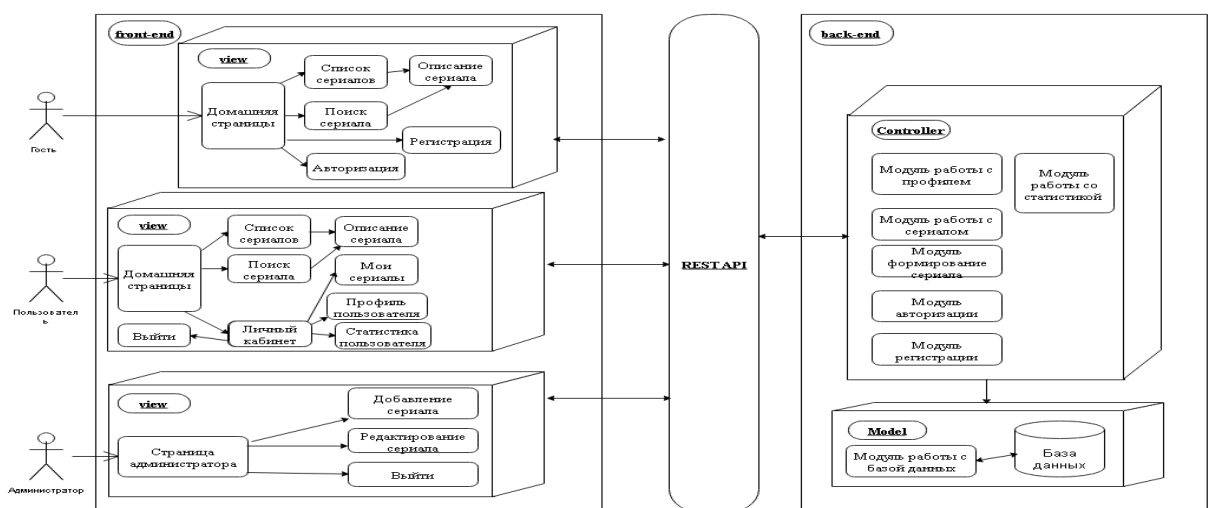 front-end
view
Список
сериалов
Описание
сериала
Домашняя
страницы
Поиск
сериала
Регистрация
Авторизация
Гость
view
Список
сериалов
Описание
сериала
Домашняя
страницы
Поиск
сериала
Мои
сериалы
Профиль
пользователя
Личный
кабинет
Статистика
пользователя
Выйти
Пользовател
ь
view
Добавление
сериала
Страница
администратора
Редактирование
сериала
Выйти
Администратор
REST API
back-end
Controller
Модуль работы с
профилем
Модуль
работы со
статистикой
Модуль работы с
сериалом
Модуль
формирование
сериала
Модуль
авторизации
Модуль
регистрации
Model
Модуль работы с
базой данных
База
данных